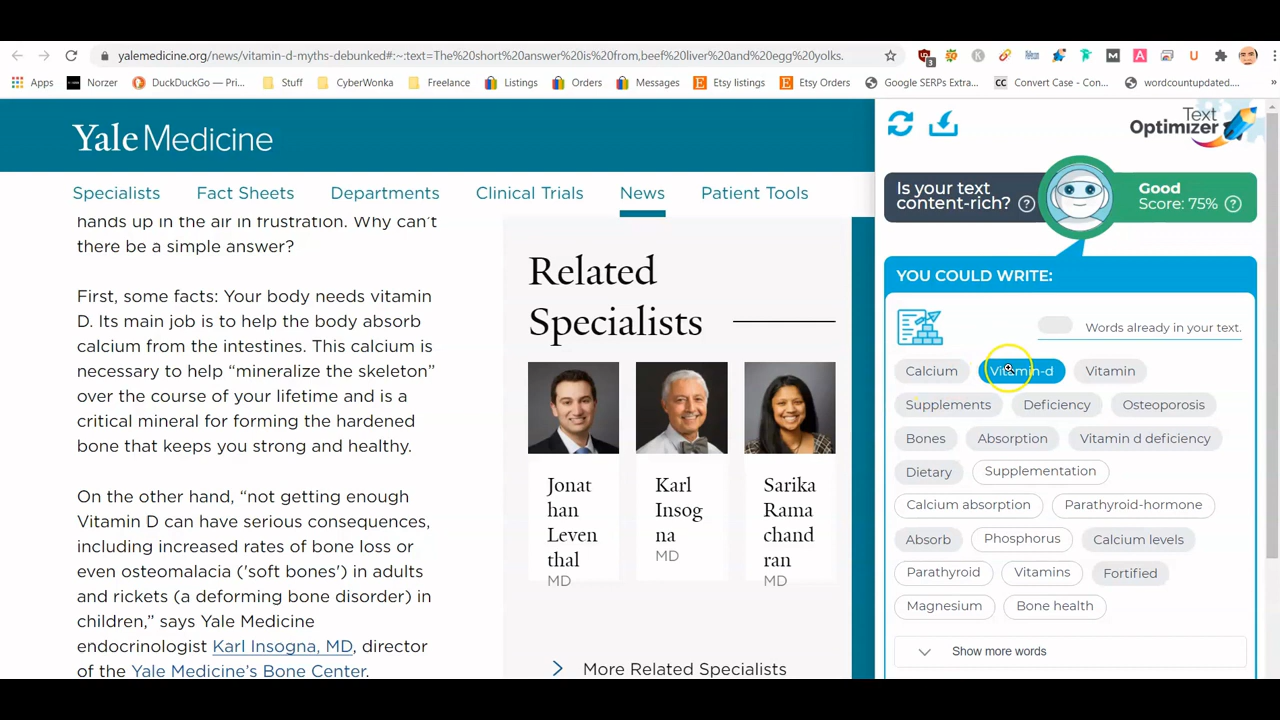 yalemedicine.org/news/vitamin-d-myths-debunked#:~:text=The%20short%20answer%20is%20from,beef%20liver%20and%20egg%20yolks.
3
Apps Norzer DuckDuckGo — Pri... Stuff CyberWonka Freelance Listings Orders Messages Etsy listings Etsy Orders Google SERPs Extra... CC Convert Case - Con... wordcountupdated.... »
Yale Medicine
Specialists Fact Sheets Departments Clinical Trials News Patient Tools
hands up in the air in frustration. Why can't
there be a simple answer?
First, some facts: Your body needs vitamin
D. Its main job is to help the body absorb
calcium from the intestines. This calcium is
necessary to help “mineralize the skeleton”
over the course of your lifetime and is a
critical mineral for forming the hardened
bone that keeps you strong and healthy.
On the other hand, “not getting enough
Vitamin D can have serious consequences,
including increased rates of bone loss or
even osteomalacia ('soft bones') in adults
and rickets (a deforming bone disorder) in
children,” says Yale Medicine
endocrinologist Karl Insogna, MD, director
of the Yale Medicine's Bone Center.
Related
Specialists
Jonat
han
Leven
thal
MD
Karl
Insog
na
MD
Sarika
Rama
chand
ran
MD
More Related Specialists
Text
Optimizer
Is your text
content-rich? ?
Good
Score: 75% ?
YOU COULD WRITE:
Words already in your text.
Calcium Vitamin-d Vitamin
Supplements Deficiency Osteoporosis
Bones Absorption Vitamin d deficiency
Dietary Supplementation
Calcium absorption Parathyroid-hormone
Absorb Phosphorus Calcium levels
Parathyroid Vitamins Fortified
Magnesium Bone health
Show more words